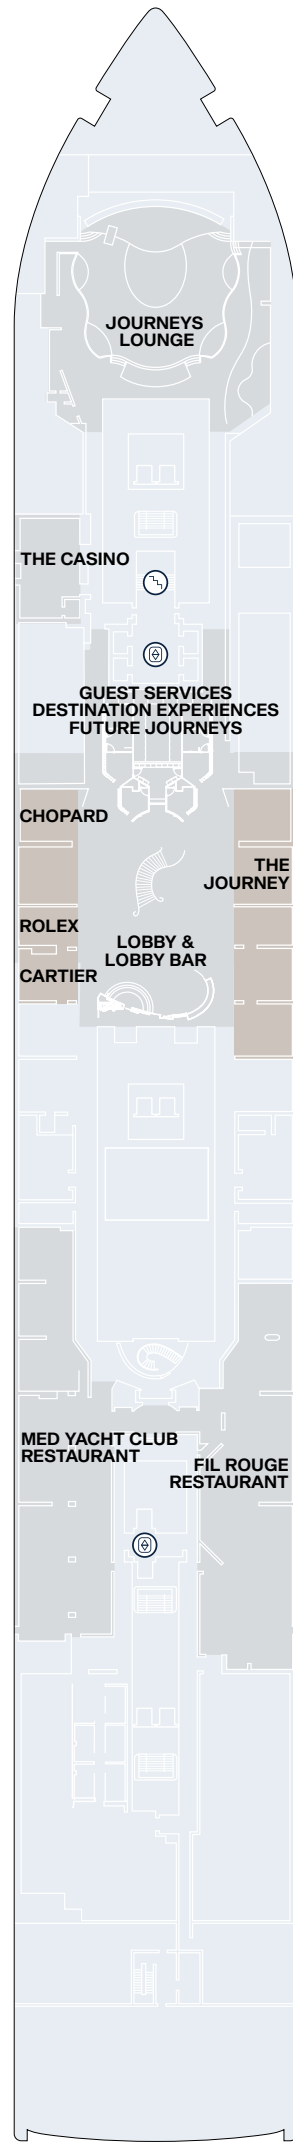 JOURNEYS
LOUNGE
THE CASINO
GUEST SERVICES
DESTINATION EXPERIENCES
FUTURE JOURNEYS
CHOPARD
THE
JOURNEY
ROLEX
LOBBY &
LOBBY BAR
CARTIER
MED YACHT CLUB
RESTAURANT
FIL ROUGE
RESTAURANT